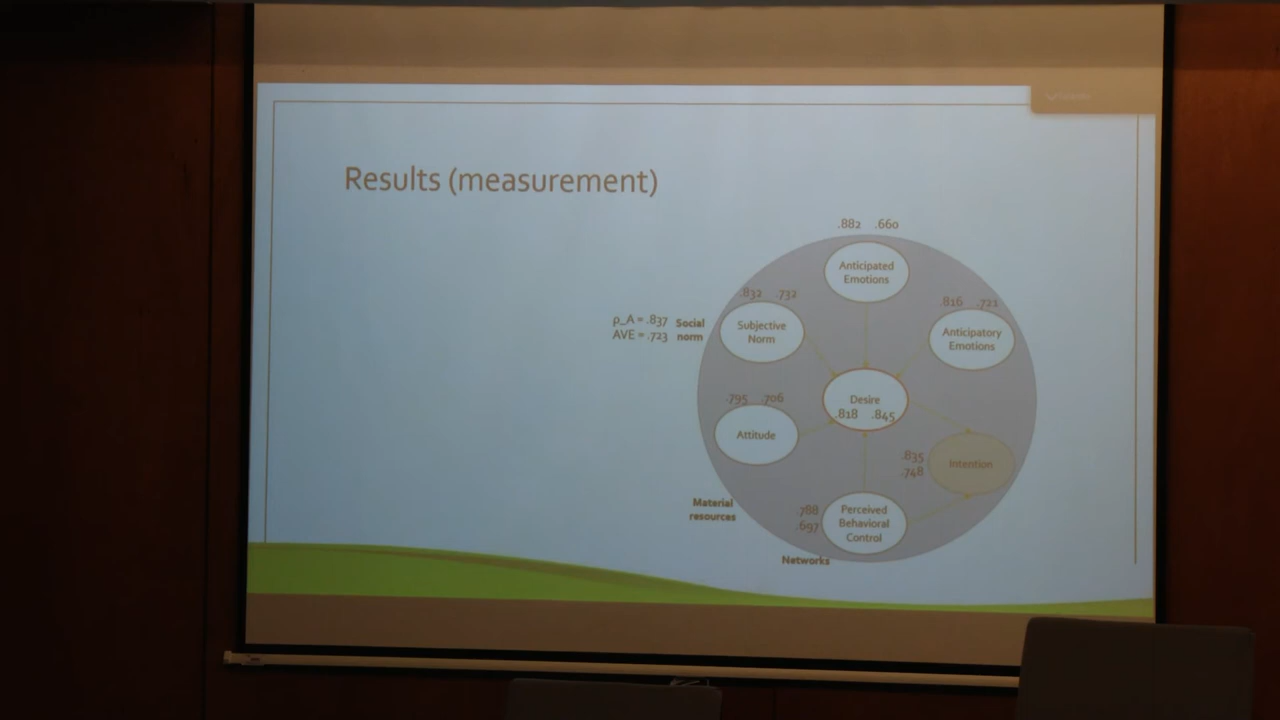 Results (measurement)
.882 .660
Anticipated
Emotions
.832 .732
.816 .721
ρ_A = .837
AVE = .723
Social
norm
Subjective
Norm
Anticipatory
Emotions
.795 .706
Desire
.818 .845
Attitude
.835
.748
Intention
Material
resources
.788
.697
Perceived
Behavioral
Control
Networks